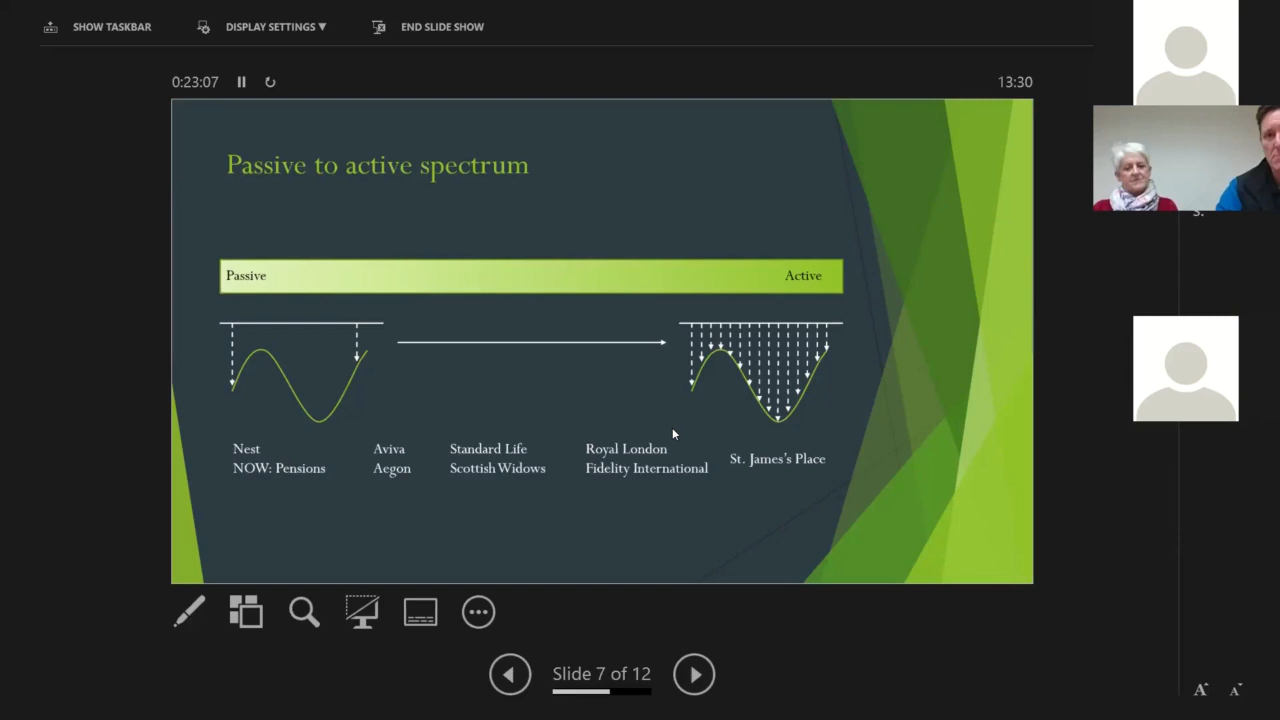 SHOW TASKBAR
DISPLAY SETTINGS ▼
END SLIDE SHOW
0:23:07
13:30
Passive to active spectrum
Passive
Active
Nest
NOW: Pensions
Aviva
Aegon
Standard Life
Scottish Widows
Royal London
Fidelity International
St. James's Place
Slide 7 of 12
A
A